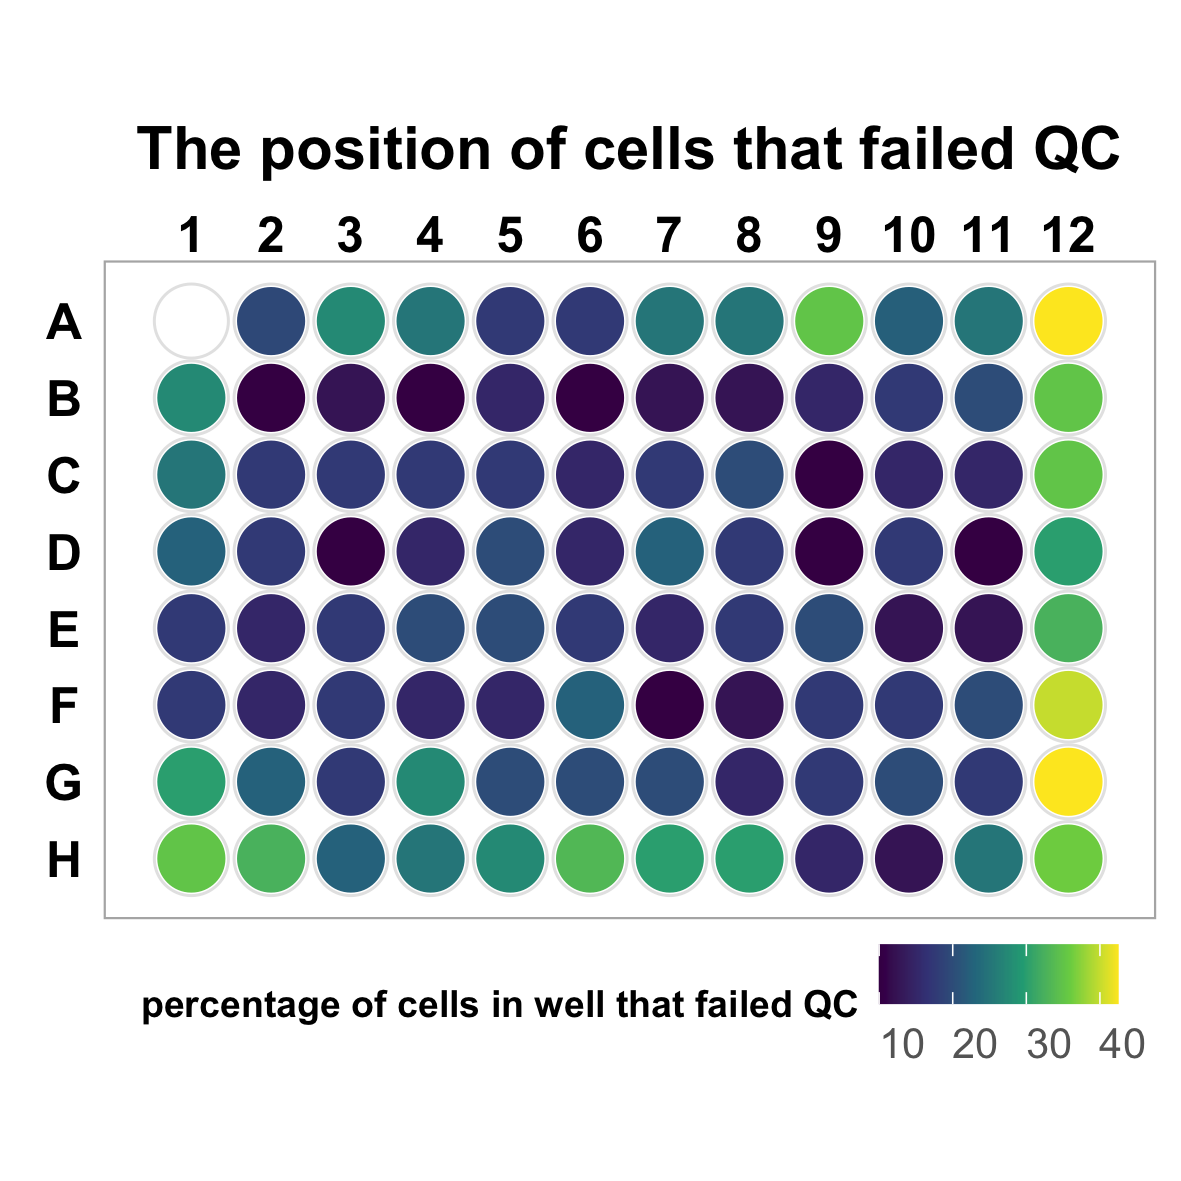 The position of cells that failed QC
1 2 3 4 5 6 7 8 9 10 11 12
A
B
C
D
E
F
G
H
percentage of cells in well that failed QC
10 20 30 40